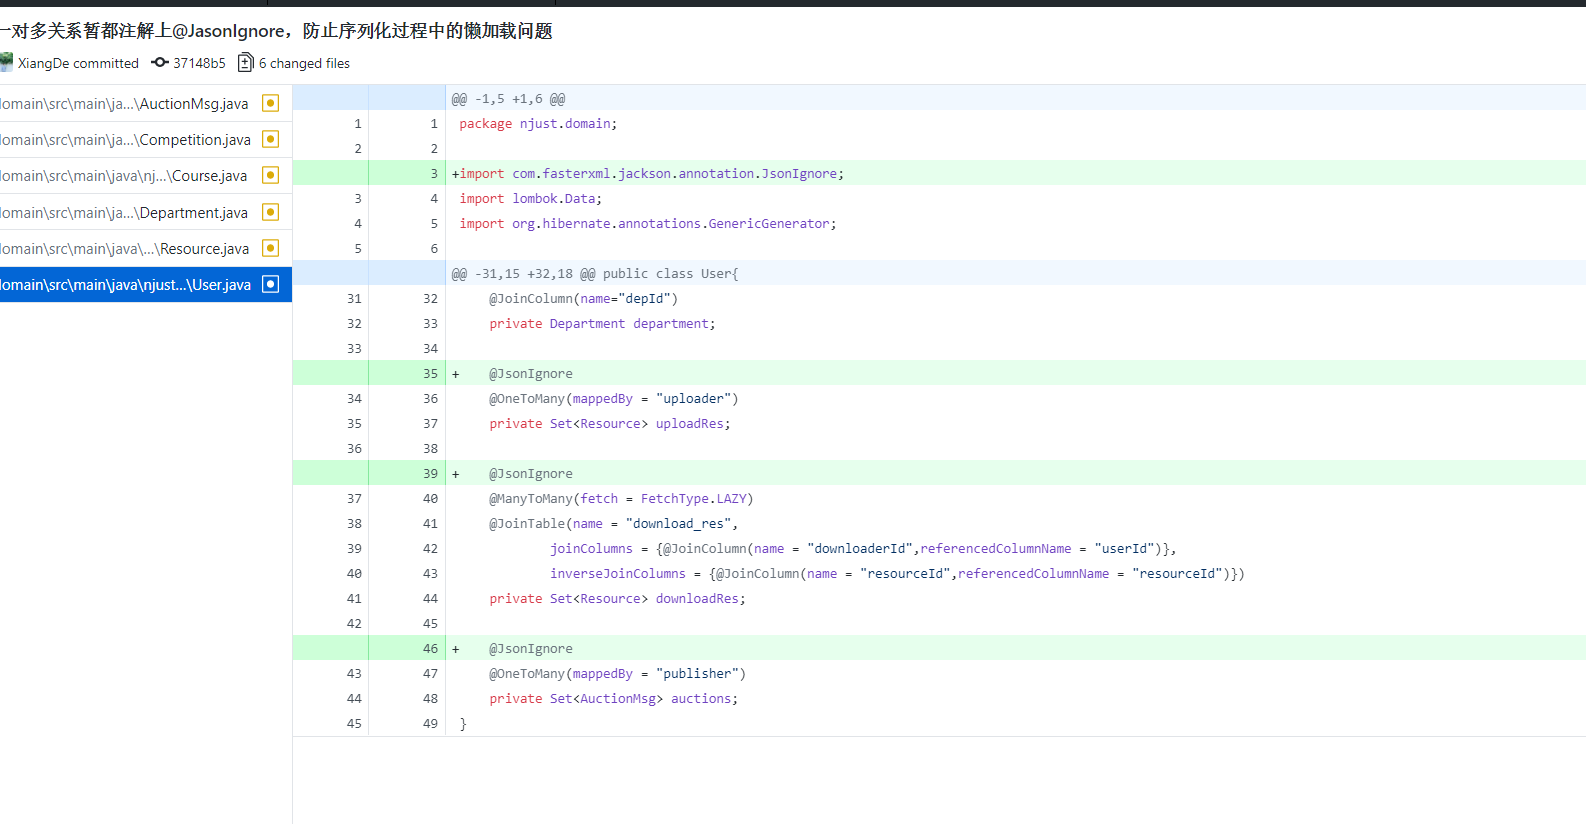 一对多关系暂都注解上@JasonIgnore，防止序列化过程中的懒加载问题
XiangDe committed 37148b5 6 changed files
domain\src\main\ja...\AuctionMsg.java
domain\src\main\ja...\Competition.java
domain\src\main\java\nj...\Course.java
domain\src\main\ja...\Department.java
domain\src\main\java\...\Resource.java
domain\src\main\java\njust...\User.java
@@ -1,5 +1,6 @@
1 1 package njust.domain;
2 2
3 +import com.fasterxml.jackson.annotation.JsonIgnore;
3 4 import lombok.Data;
4 5 import org.hibernate.annotations.GenericGenerator;
5 6
@@ -31,15 +32,18 @@ public class User{
31 32 @JoinColumn(name="depId")
32 33 private Department department;
33 34
35 + @JsonIgnore
34 36 @OneToMany(mappedBy = "uploader")
35 37 private Set<Resource> uploadRes;
36 38
39 + @JsonIgnore
37 40 @ManyToMany(fetch = FetchType.LAZY)
38 41 @JoinTable(name = "download_res",
39 42 joinColumns = {@JoinColumn(name = "downloaderId",referencedColumnName = "userId")},
40 43 inverseJoinColumns = {@JoinColumn(name = "resourceId",referencedColumnName = "resourceId")})
41 44 private Set<Resource> downloadRes;
42 45
46 + @JsonIgnore
43 47 @OneToMany(mappedBy = "publisher")
44 48 private Set<AuctionMsg> auctions;
45 49 }